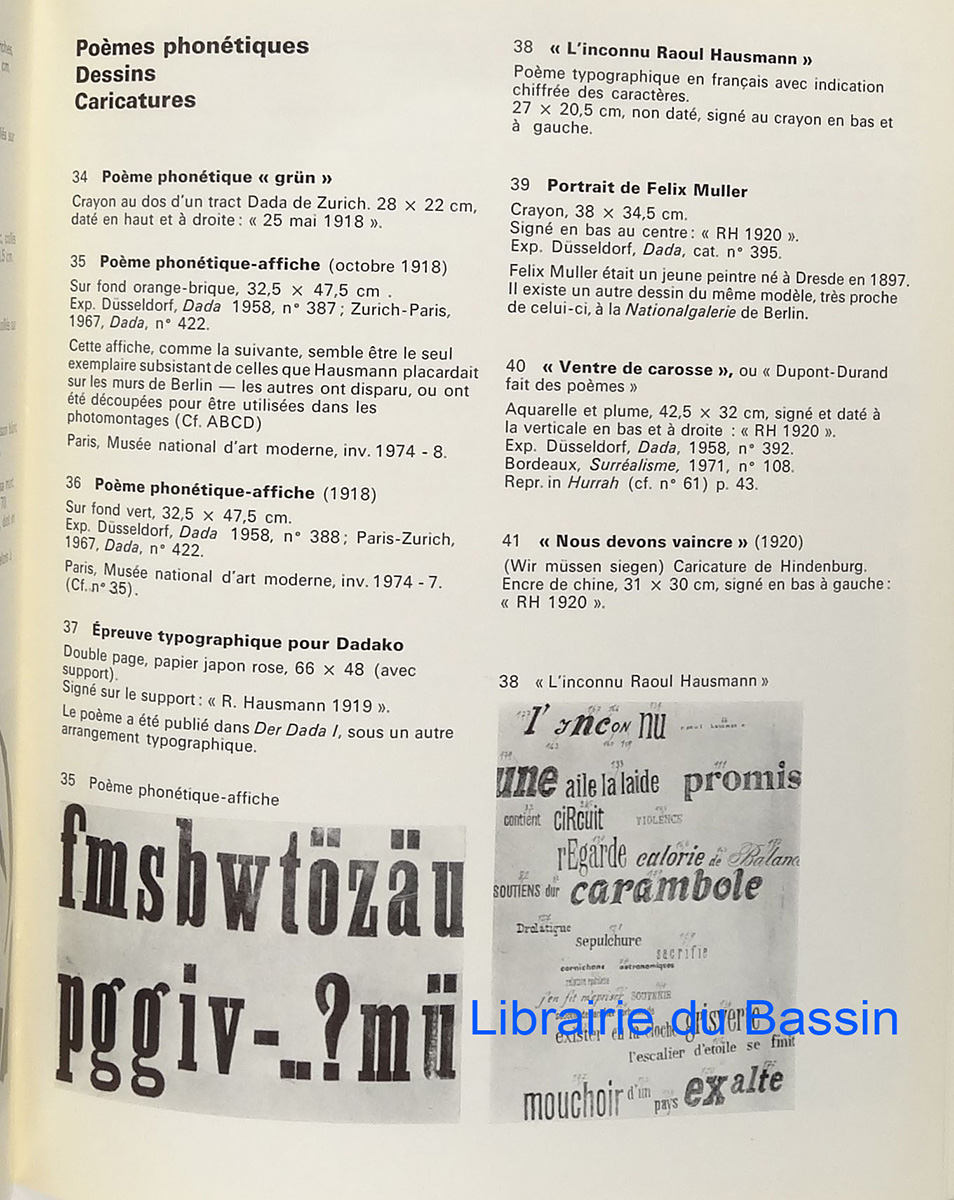 Poèmes phonétiques
Dessins
Caricatures
34 Poème phonétique « grün »
Crayon au dos d'un tract Dada de Zurich. 28 × 22 cm,
daté en haut et à droite : « 25 mai 1918 ».
35 Poème phonétique-affiche (octobre 1918)
Sur fond orange-brique, 32,5 × 47,5 cm .
Exp. Düsseldorf, Dada 1958, n° 387 ; Zurich-Paris,
1967, Dada, n° 422.
Cette affiche, comme la suivante, semble être le seul
exemplaire subsistant de celles que Hausmann placardait
sur les murs de Berlin — les autres ont disparu, ou ont
été découpées pour être utilisées dans les
photomontages (Cf. ABCD)
Paris, Musée national d'art moderne, inv. 1974 - 8.
36 Poème phonétique-affiche (1918)
Sur fond vert, 32,5 × 47,5 cm.
Exp. Düsseldorf, Dada 1958, n° 388 ; Paris-Zurich,
1967, Dada, n° 422.
Paris, Musée national d'art moderne, inv. 1974 - 7.
(Cf. n° 35).
37 Épreuve typographique pour Dadako
Double page, papier japon rose, 66 × 48 (avec
support).
Signé sur le support : « R. Hausmann 1919 ».
Le poème a été publié dans Der Dada I, sous un autre
arrangement typographique.
35 Poème phonétique-affiche
fmsbwtözäu
pggiv-..?mü
38 « L'inconnu Raoul Hausmann »
Poème typographique en français avec indication
chiffrée des caractères.
27 × 20,5 cm, non daté, signé au crayon en bas et
à gauche.
39 Portrait de Felix Muller
Crayon, 38 × 34,5 cm.
Signé en bas au centre : « RH 1920 ».
Exp. Düsseldorf, Dada, cat. n° 395.
Felix Muller était un jeune peintre né à Dresde en 1897.
Il existe un autre dessin du même modèle, très proche
de celui-ci, à la Nationalgalerie de Berlin.
40 « Ventre de carosse », ou « Dupont-Durand
fait des poèmes »
Aquarelle et plume, 42,5 × 32 cm, signé et daté à
la verticale en bas et à droite : « RH 1920 ».
Exp. Düsseldorf, Dada, 1958, n° 392.
Bordeaux, Surréalisme, 1971, n° 108.
Repr. in Hurrah (cf. n° 61) p. 43.
41 « Nous devons vaincre » (1920)
(Wir müssen siegen) Caricature de Hindenburg.
Encre de chine, 31 × 30 cm, signé en bas à gauche :
« RH 1920 ».
38 « L'inconnu Raoul Hausmann »
l'inconnu
une aile la laide promis
contient ciRcuit VIOLENCE
rEgarde calorie de Balanc
SOUTIENS dur carambole
Drolatique
sepulchure
sacrifie
cornichons astronomiques
j'en fit mépriser SOUVENIR
exister en la cloche grisverte
l'escalier d'etoile se finit
mouchoir d'un pays exalte
Librairie du Bassin